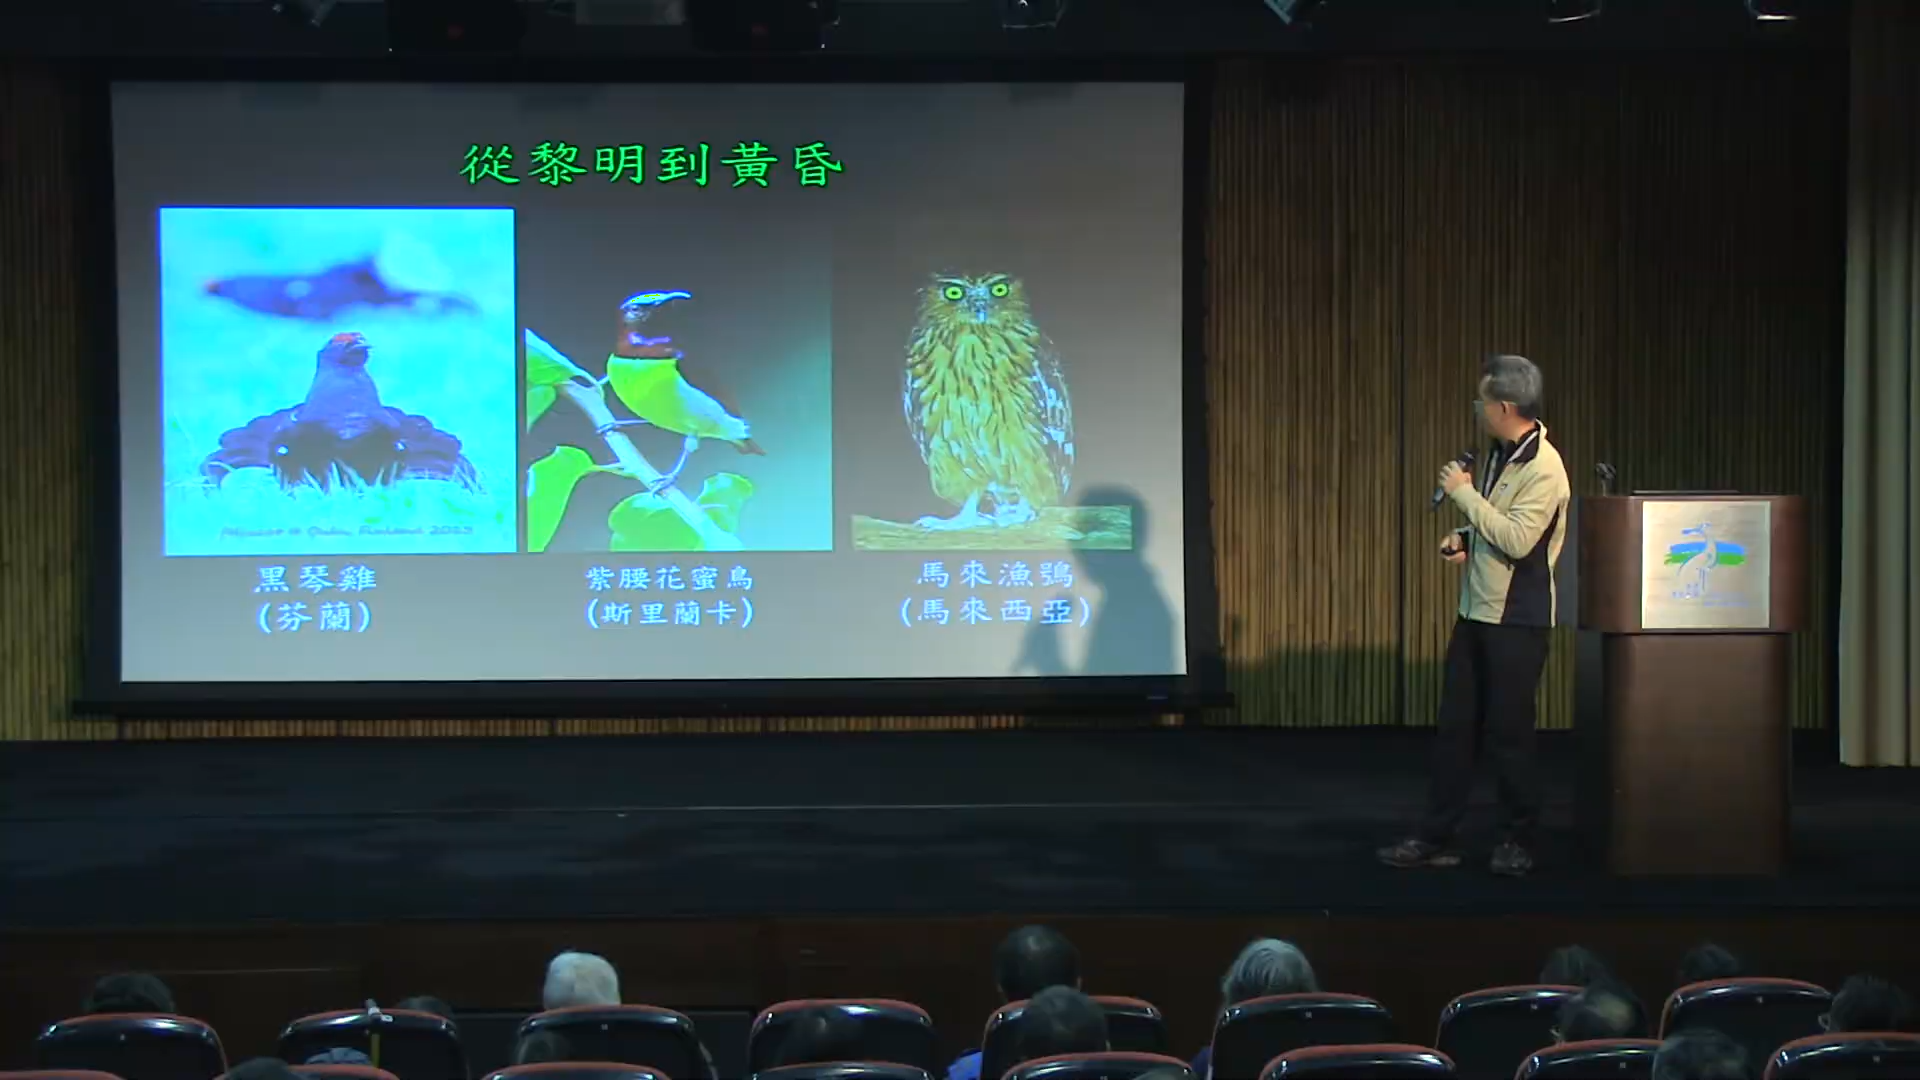 從黎明到黃昏
黑琴雞
(芬蘭)
紫腰花蜜鳥
(斯里蘭卡)
馬來漁鴞
(馬來西亞)